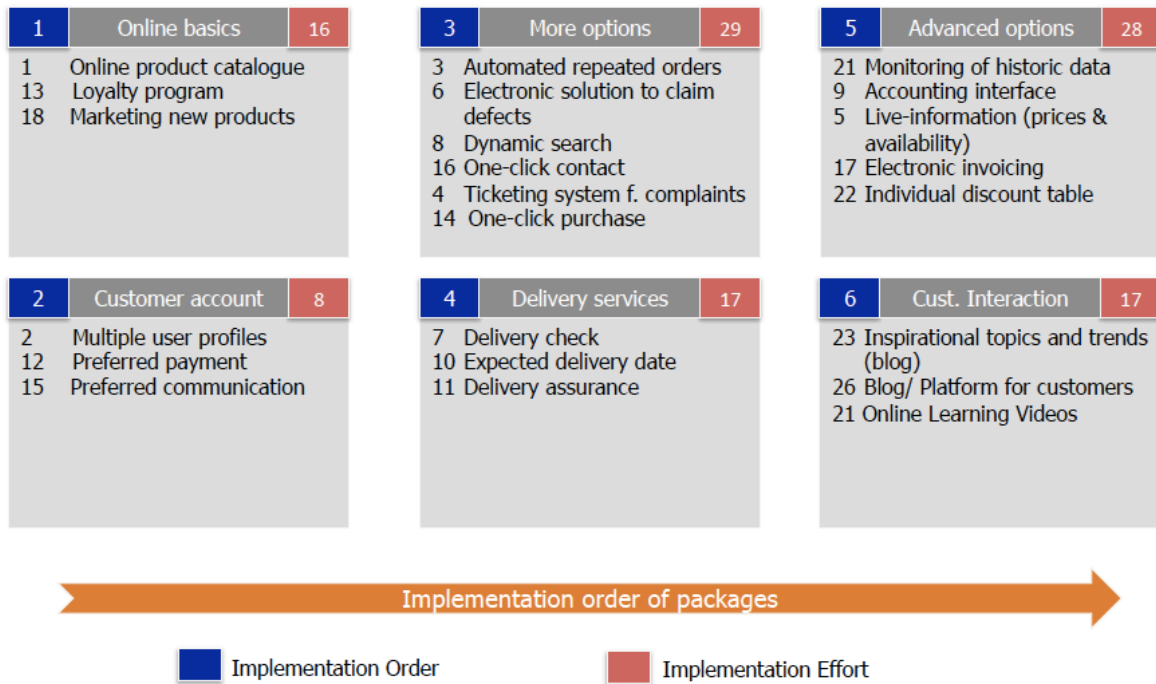 1 Online basics 16
1 Online product catalogue
13 Loyalty program
18 Marketing new products
3 More options 29
3 Automated repeated orders
6 Electronic solution to claim
defects
8 Dynamic search
16 One-click contact
4 Ticketing system f. complaints
14 One-click purchase
5 Advanced options 28
21 Monitoring of historic data
9 Accounting interface
5 Live-information (prices &
availability)
17 Electronic invoicing
22 Individual discount table
2 Customer account 8
2 Multiple user profiles
12 Preferred payment
15 Preferred communication
4 Delivery services 17
7 Delivery check
10 Expected delivery date
11 Delivery assurance
6 Cust. Interaction 17
23 Inspirational topics and trends
(blog)
26 Blog/ Platform for customers
21 Online Learning Videos
Implementation order of packages
Implementation Order
Implementation Effort